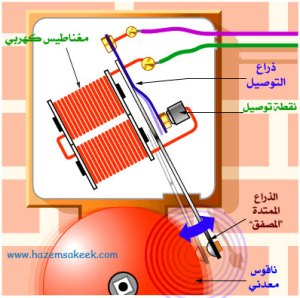 مغناطيس كهربي
ذراع
التوصيل
نقطة توصيل
الذراع
الممتدة
"المصفق"
www.hazemsakeek.com
ناقوس
معدني